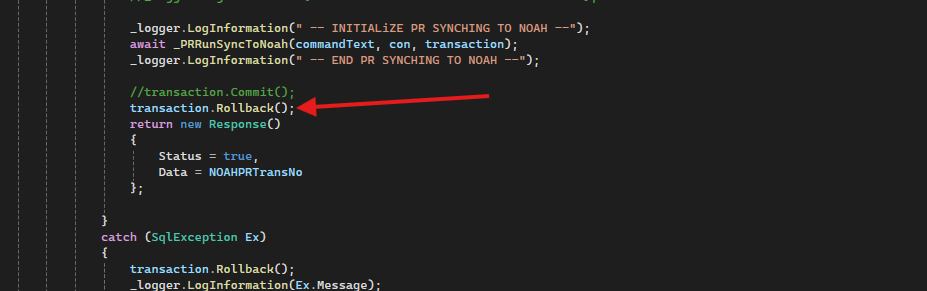 _logger.LogInformation(" -- INITIALiZE PR SYNCHING TO NOAH --");
await _PRRunSyncToNoah(commandText, con, transaction);
_logger.LogInformation(" -- END PR SYNCHING TO NOAH --");
//transaction.Commit();
transaction.Rollback();
return new Response()
{
Status = true,
Data = NOAHPRTransNo
};
}
catch (SqlException Ex)
{
transaction.Rollback();
_logger.LogInformation(Ex.Message);